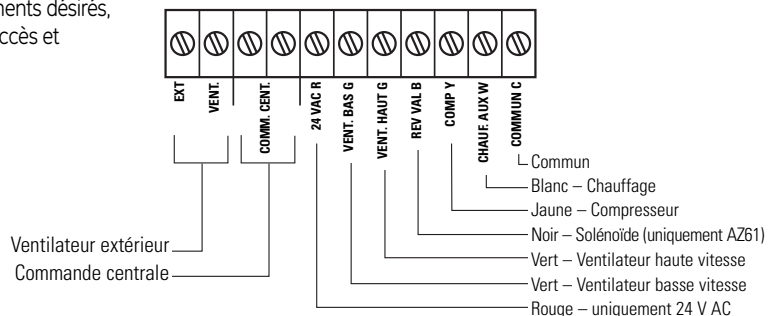 nents désirés,
ccès et
EXT
VENT.
COMM. CENT.
24 VAC R
VENT. BAS G
VENT. HAUT G
REV VAL B
COMP Y
CHAUF. AUX W
COMMUN C
Commun
Blanc – Chauffage
Jaune – Compresseur
Noir – Solénoïde (uniquement AZ61)
Vert – Ventilateur haute vitesse
Vert – Ventilateur basse vitesse
Rouge – uniquement 24 V AC
Ventilateur extérieur
Commande centrale